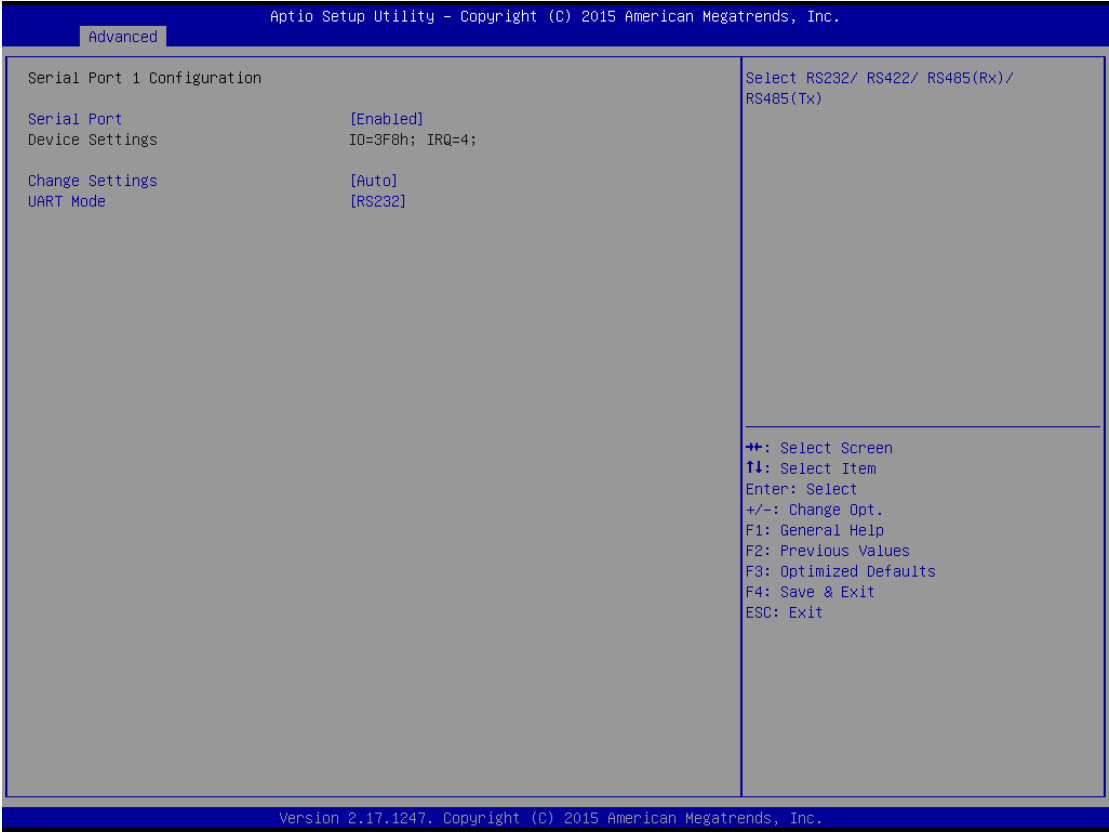 Aptio Setup Utility – Copyright (C) 2015 American Megatrends, Inc.
Advanced
Serial Port 1 Configuration
Serial Port [Enabled]
Device Settings IO=3F8h; IRQ=4;
Change Settings [Auto]
UART Mode [RS232]
Select RS232/ RS422/ RS485(Rx)/
RS485(Tx)
→←: Select Screen
↑↓: Select Item
Enter: Select
+/-: Change Opt.
F1: General Help
F2: Previous Values
F3: Optimized Defaults
F4: Save & Exit
ESC: Exit
Version 2.17.1247. Copyright (C) 2015 American Megatrends, Inc.